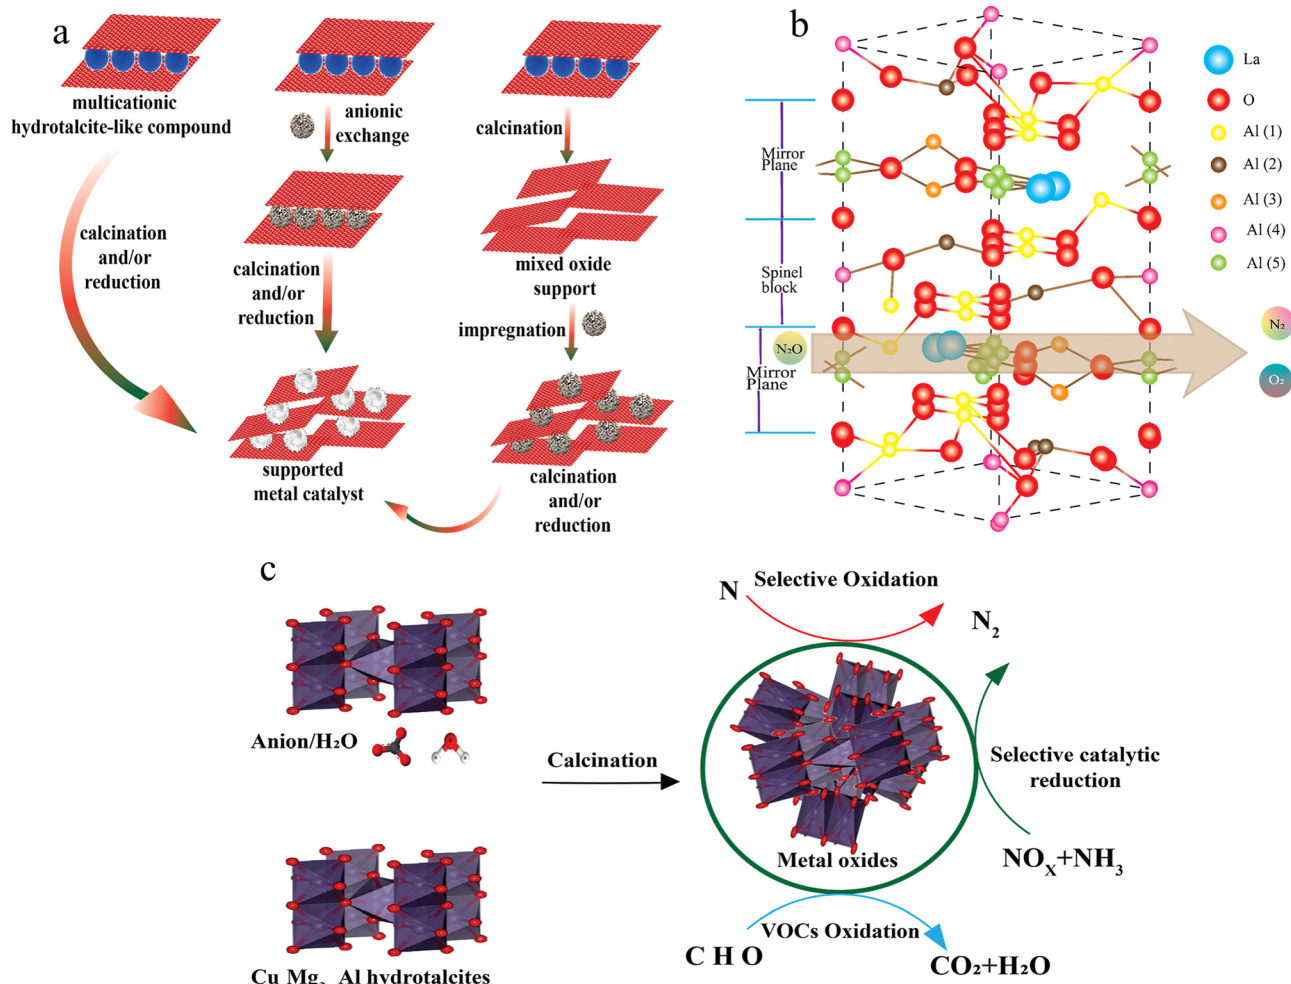 a
multicationic
hydrotalcite-like compound
anionic
exchange
calcination
calcination
and/or
reduction
calcination
and/or
reduction
mixed oxide
support
impregnation
supported
metal catalyst
calcination
and/or
reduction
b
Mirror
Plane
Spinel
block
Mirror
Plane
N₂O
N₂
O₂
La
O
Al (1)
Al (2)
Al (3)
Al (4)
Al (5)
c
Anion/H₂O
Calcination
N
Selective Oxidation
N₂
Selective catalytic
reduction
NOₓ+NH₃
Metal oxides
VOCs Oxidation
C H O
CO₂+H₂O
Al hydrotalcites